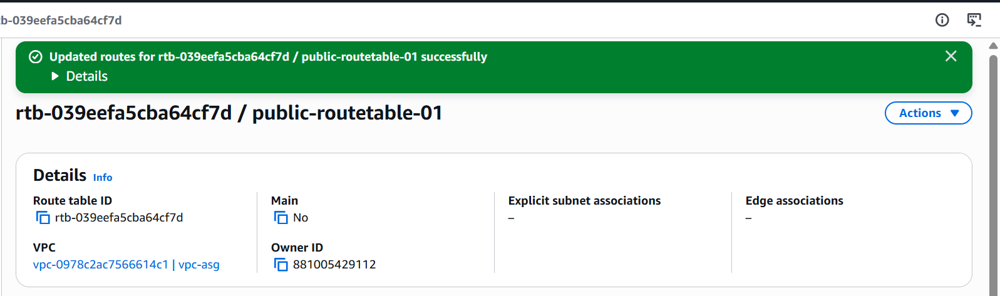 b-039eefa5cba64cf7d
Updated routes for rtb-039eefa5cba64cf7d / public-routetable-01 successfully
Details
rtb-039eefa5cba64cf7d / public-routetable-01
Actions
Details Info
Route table ID
rtb-039eefa5cba64cf7d
Main
No
Explicit subnet associations
–
Edge associations
–
VPC
vpc-0978c2ac7566614c1 | vpc-asg
Owner ID
881005429112